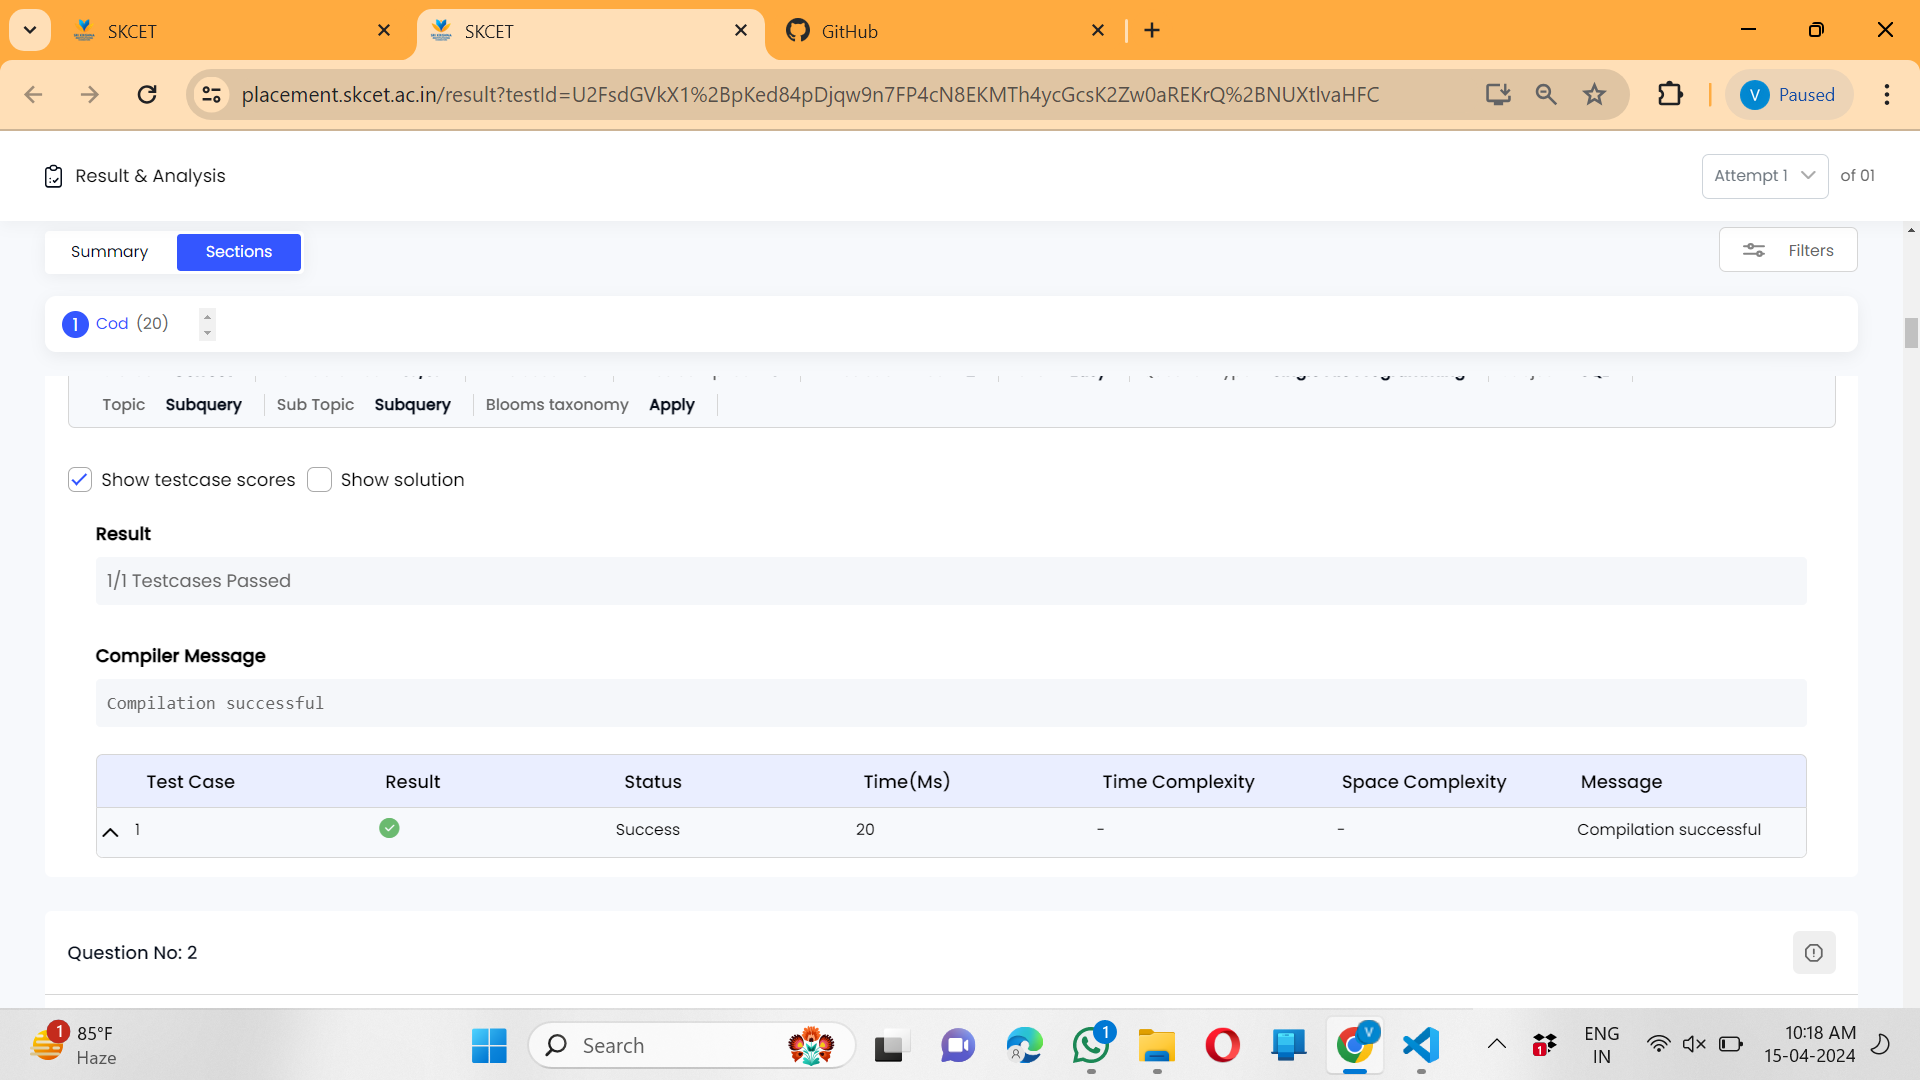 SKCET
SKCET
GitHub
placement.skcet.ac.in/result?testId=U2FsdGVkX1%2BpKed84pDjqw9n7FP4cN8EKMTh4ycGcsK2Zw0aREKrQ%2BNUXtlvaHFC
V Paused
Result & Analysis
Attempt 1 of 01
Summary Sections
Filters
1 Cod (20)
Topic Subquery Sub Topic Subquery Blooms taxonomy Apply
Show testcase scores Show solution
Result
1/1 Testcases Passed
Compiler Message
Compilation successful
Test Case Result Status Time(Ms) Time Complexity Space Complexity Message
1 Success 20 - - Compilation successful
Question No: 2
1 85°F
Haze
Search
1
V
1
ENG
IN
10:18 AM
15-04-2024